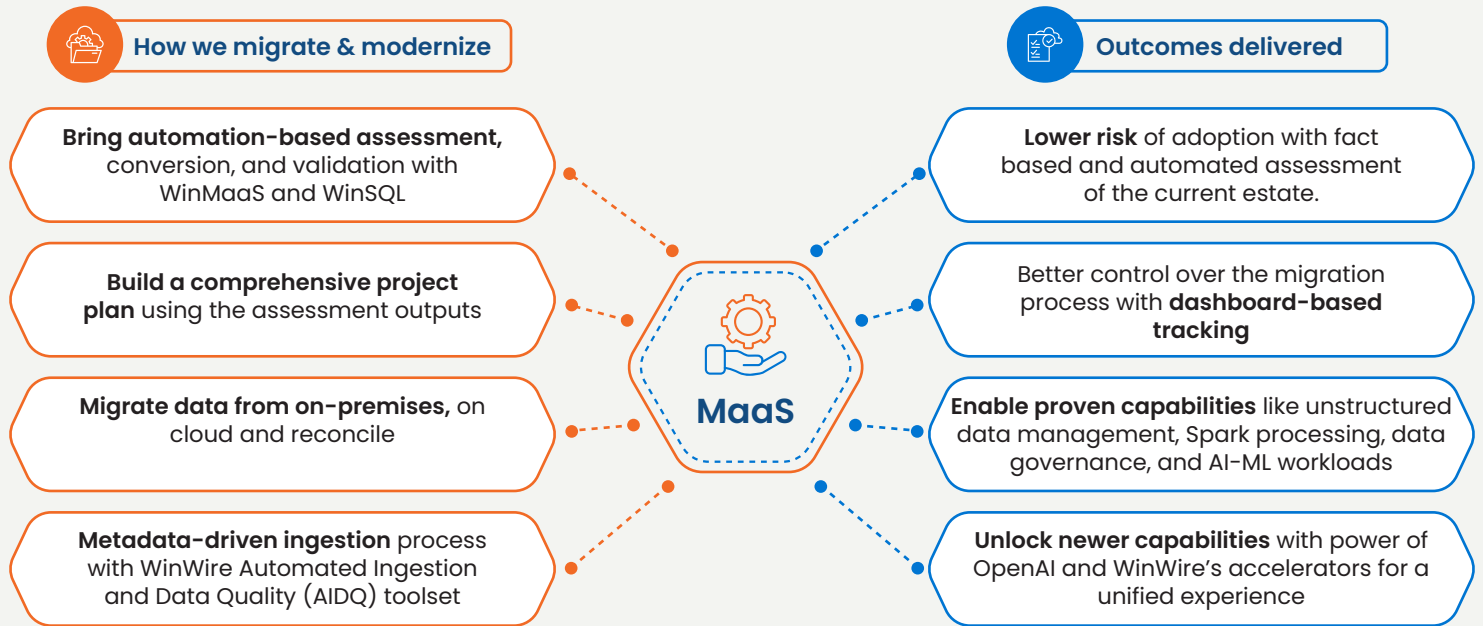 How we migrate & modernize
Bring automation-based assessment,
conversion, and validation with
WinMaaS and WinSQL
Build a comprehensive project
plan using the assessment outputs
Migrate data from on-premises, on
cloud and reconcile
Metadata-driven ingestion process
with WinWire Automated Ingestion
and Data Quality (AIDQ) toolset
MaaS
Outcomes delivered
Lower risk of adoption with fact
based and automated assessment
of the current estate.
Better control over the migration
process with dashboard-based
tracking
Enable proven capabilities like unstructured
data management, Spark processing, data
governance, and AI-ML workloads
Unlock newer capabilities with power of
OpenAI and WinWire’s accelerators for a
unified experience